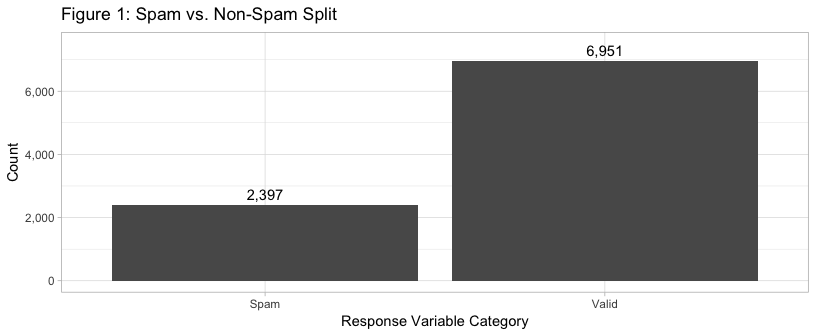 Figure 1: Spam vs. Non-Spam Split
6,951
6,000
4,000
2,397
2,000
0
Count
Spam
Valid
Response Variable Category